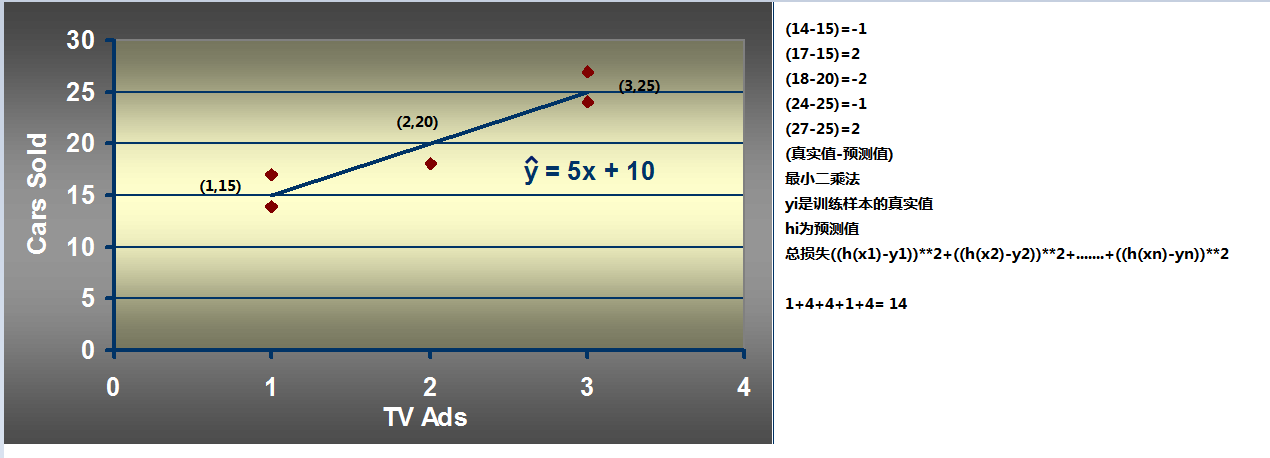 30
25
20
15
10
5
0
0 1 2 3 4
Cars Sold
TV Ads
(1,15)
(2,20)
(3,25)
ŷ = 5x + 10
(14-15)=-1
(17-15)=2
(18-20)=-2
(24-25)=-1
(27-25)=2
(真实值-预测值)
最小二乘法
yi是训练样本的真实值
hi为预测值
总损失((h(x1)-y1))**2+((h(x2)-y2))**2+.......+((h(xn)-yn))**2
1+4+4+1+4= 14